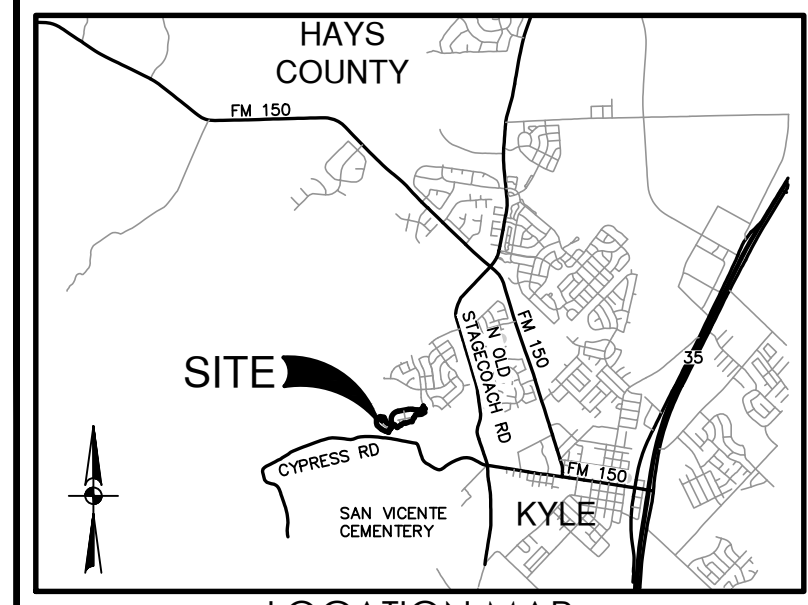 HAYS
COUNTY
FM 150
SITE
N OLD
STAGECOACH RD
FM 150
35
CYPRESS RD
FM 150
SAN VICENTE
CEMENTERY
KYLE
LOCATION MAP